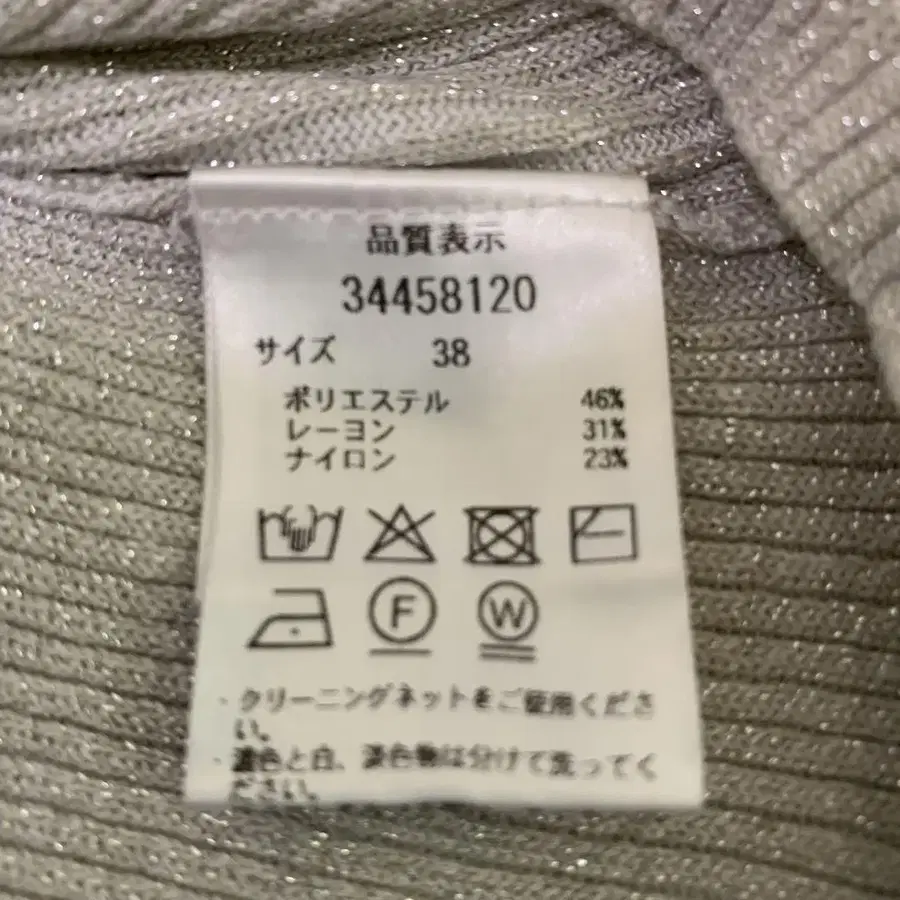 品質表示
34458120
サイズ 38
ポリエステル 46%
レーヨン 31%
ナイロン 23%
F W
・クリーニングネットをご使用くださ
い。
・濃色と白、淡色物は分けて洗ってく
ださい。